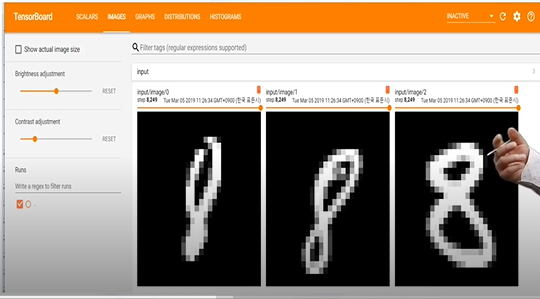 TensorBoard
SCALARS IMAGES GRAPHS DISTRIBUTIONS HISTOGRAMS INACTIVE
Show actual image size
Filter tags (regular expressions supported)
Brightness adjustment
input 3
RESET
input/image/0 input/image/1 input/image/2
step 8,249 Tue Mar 05 2019 11:26:34 GMT+0900 (한국 표준시) step 8,249 Tue Mar 05 2019 11:26:34 GMT+0900 (한국 표준시) step 8,249 Tue Mar 05 2019 11:26:34 GMT+0900 (한국 표준시)
Contrast adjustment
RESET
Runs
Write a regex to filter runs
.
8 8 8